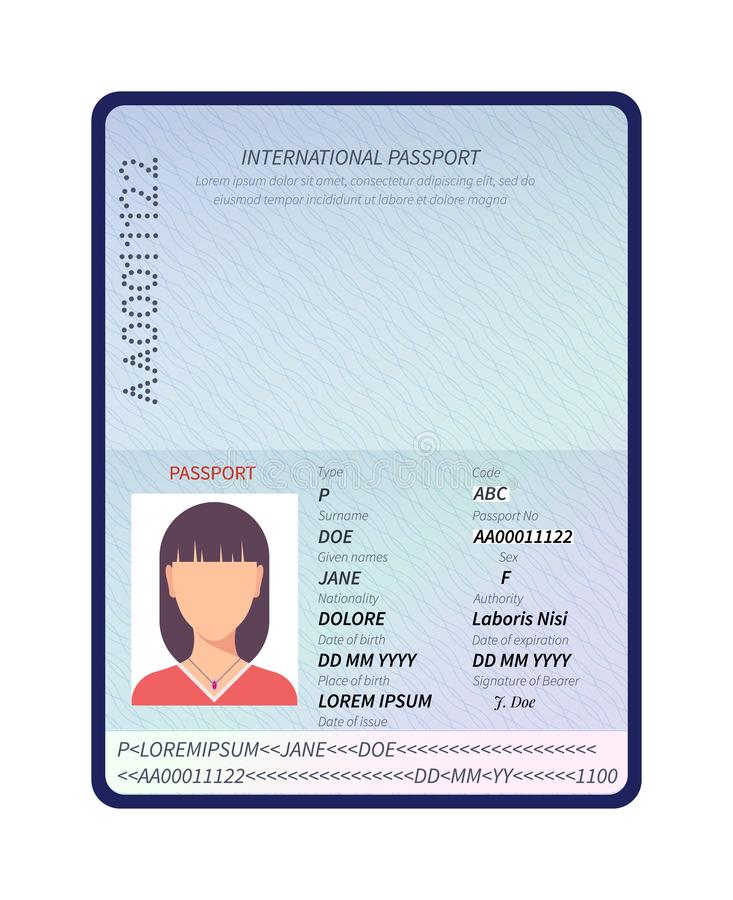 INTERNATIONAL PASSPORT
Lorem ipsum dolor sit amet, consectetur adipiscing elit, sed do
eiusmod tempor incididunt ut labore et dolore magna
AA00011122
PASSPORT
Type
Code
P
ABC
Surname
Passport No
DOE
AA00011122
Given names
Sex
JANE
F
Nationality
Authority
DOLORE
Laboris Nisi
Date of birth
Date of expiration
DD MM YYYY
DD MM YYYY
Place of birth
Signature of Bearer
LOREM IPSUM
J. Doe
Date of issue
P<LOREMIPSUM<<JANE<<<DOE<<<<<<<<<<<<<<<<<<<
<<AA00011122<<<<<<<<<<<<<<<<DD<MM<YY<<<<<<1100
dreamstime